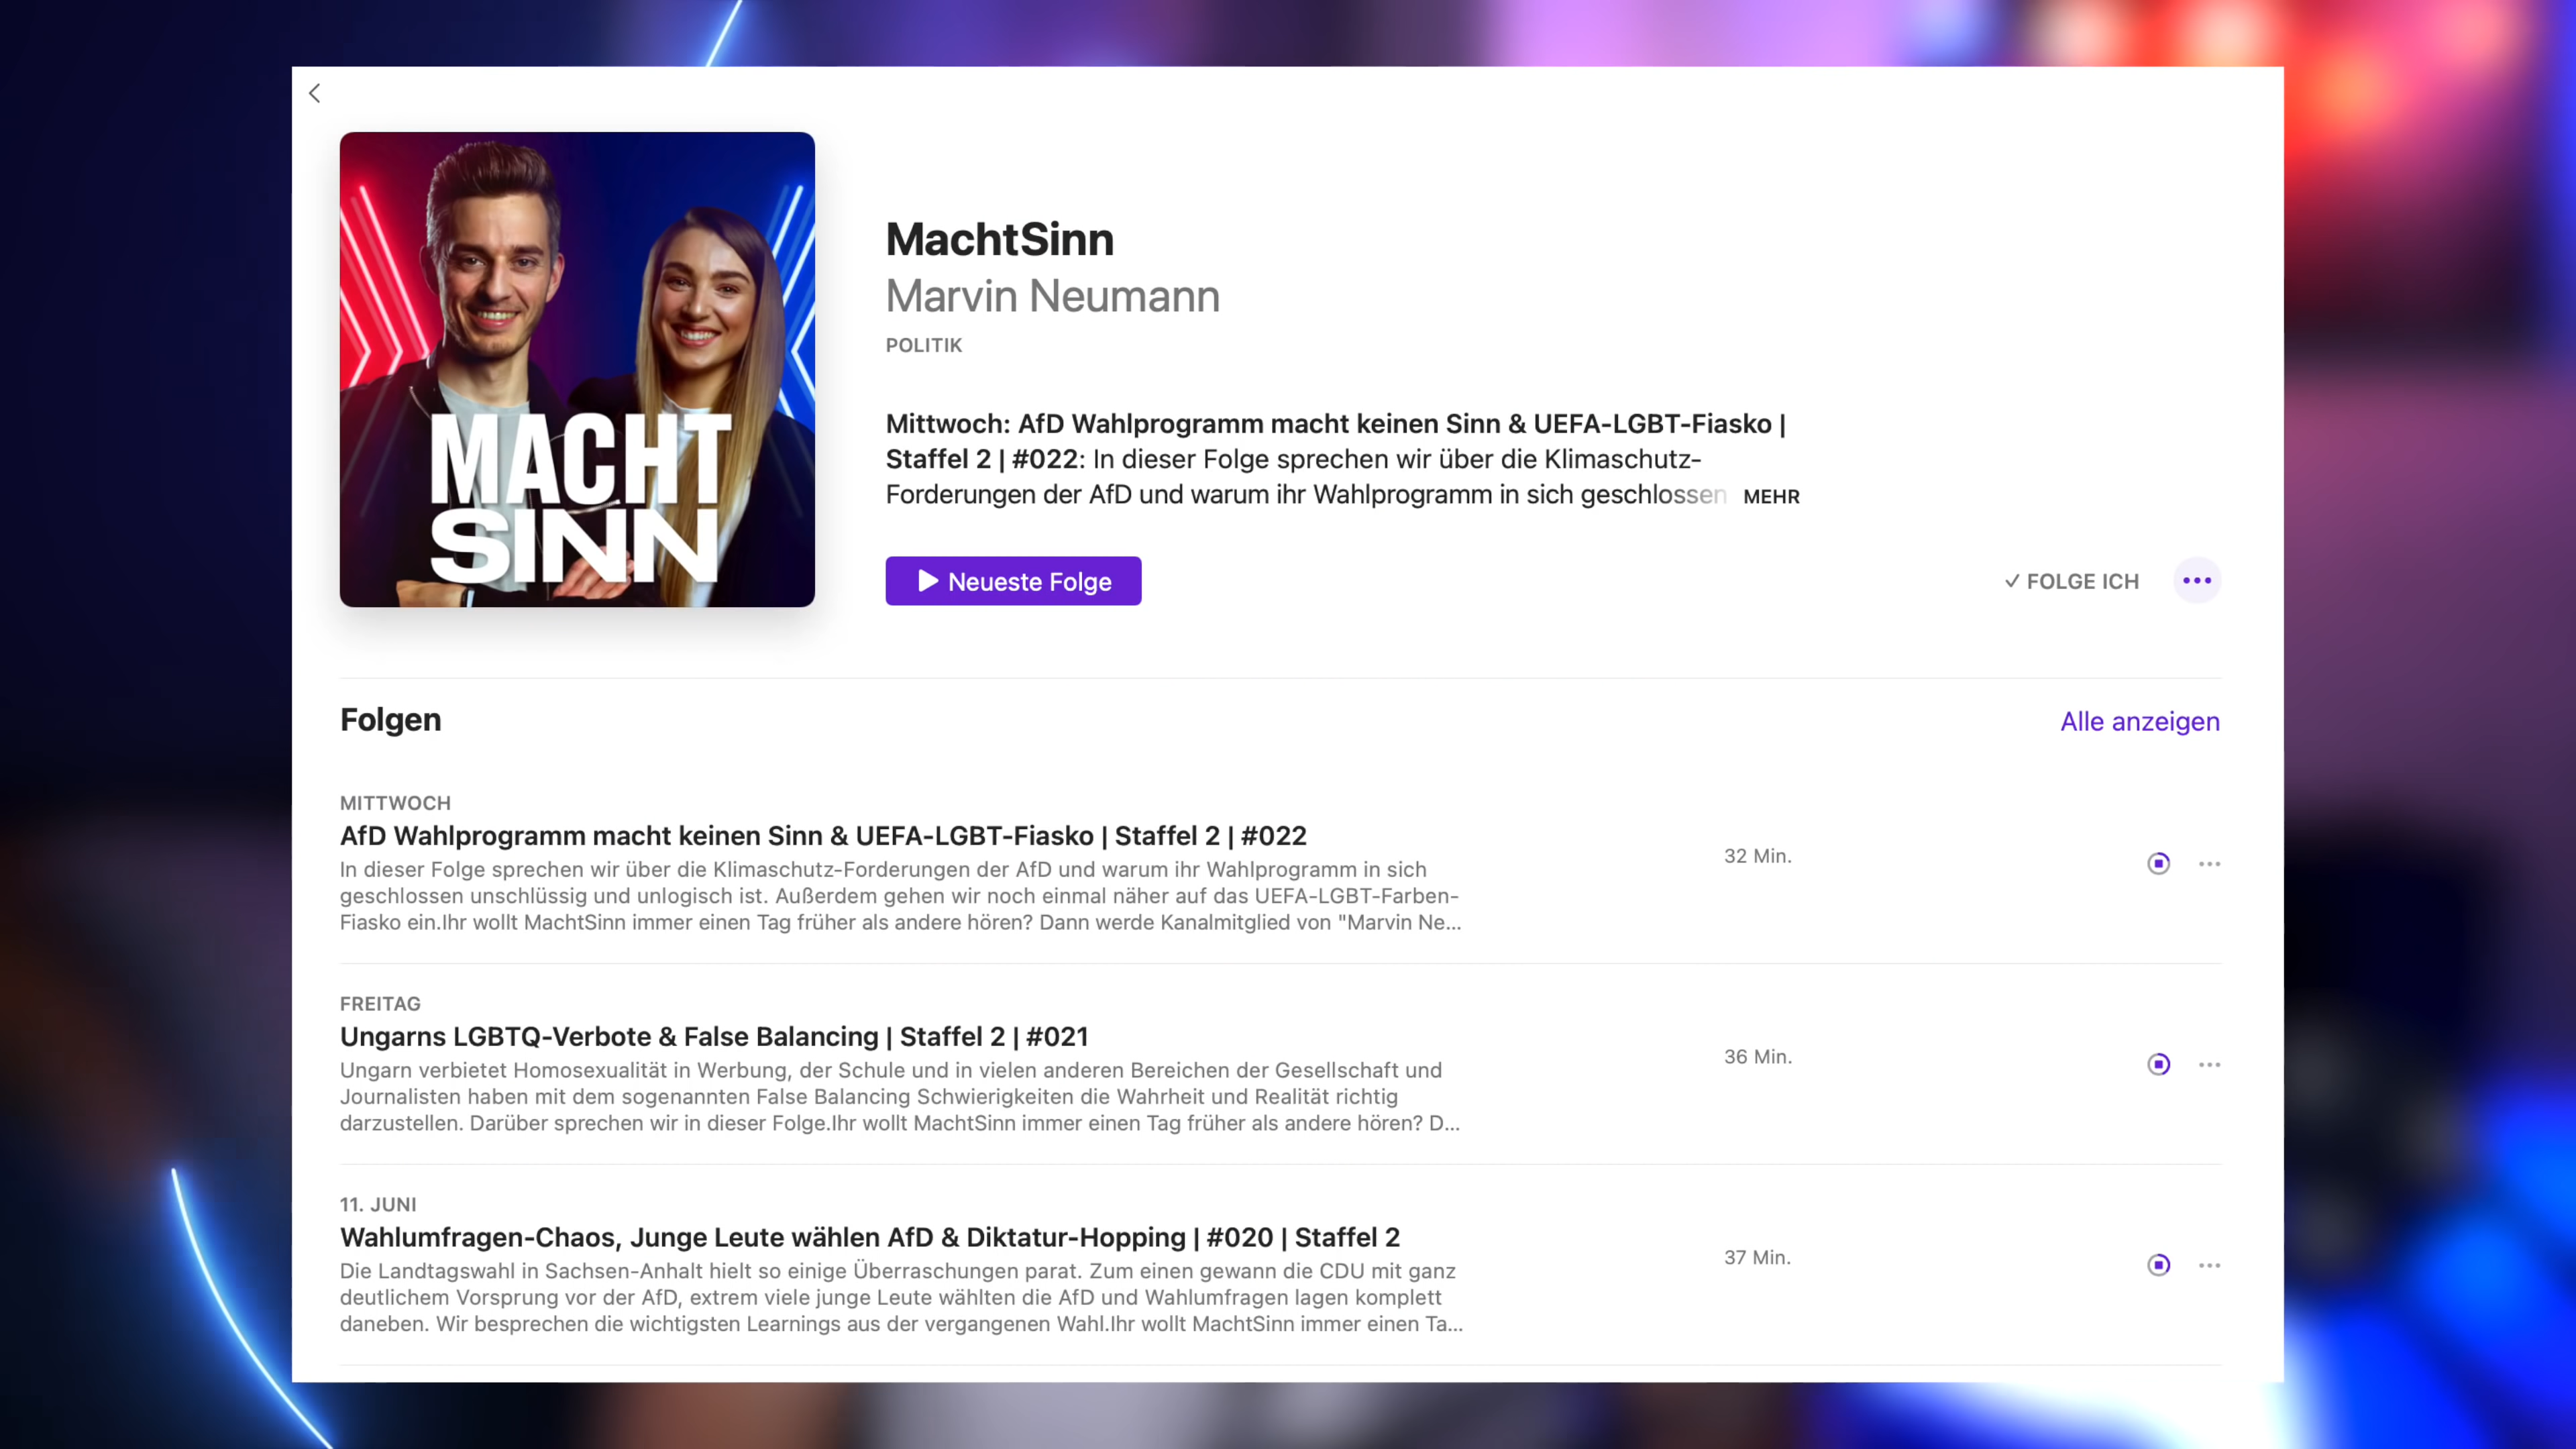 MACHT
SINN
MachtSinn
Marvin Neumann
POLITIK
Mittwoch: AfD Wahlprogramm macht keinen Sinn & UEFA-LGBT-Fiasko |
Staffel 2 | #022: In dieser Folge sprechen wir über die Klimaschutz-
Forderungen der AfD und warum ihr Wahlprogramm in sich geschlossen MEHR
Neueste Folge
FOLGE ICH
Folgen
Alle anzeigen
MITTWOCH
AfD Wahlprogramm macht keinen Sinn & UEFA-LGBT-Fiasko | Staffel 2 | #022
In dieser Folge sprechen wir über die Klimaschutz-Forderungen der AfD und warum ihr Wahlprogramm in sich
geschlossen unschlüssig und unlogisch ist. Außerdem gehen wir noch einmal näher auf das UEFA-LGBT-Farben-
Fiasko ein.Ihr wollt MachtSinn immer einen Tag früher als andere hören? Dann werde Kanalmitglied von "Marvin Ne...
32 Min.
FREITAG
Ungarns LGBTQ-Verbote & False Balancing | Staffel 2 | #021
Ungarn verbietet Homosexualität in Werbung, der Schule und in vielen anderen Bereichen der Gesellschaft und
Journalisten haben mit dem sogenannten False Balancing Schwierigkeiten die Wahrheit und Realität richtig
darzustellen. Darüber sprechen wir in dieser Folge.Ihr wollt MachtSinn immer einen Tag früher als andere hören? D...
36 Min.
11. JUNI
Wahlumfragen-Chaos, Junge Leute wählen AfD & Diktatur-Hopping | #020 | Staffel 2
Die Landtagswahl in Sachsen-Anhalt hielt so einige Überraschungen parat. Zum einen gewann die CDU mit ganz
deutlichem Vorsprung vor der AfD, extrem viele junge Leute wählten die AfD und Wahlumfragen lagen komplett
daneben. Wir besprechen die wichtigsten Learnings aus der vergangenen Wahl.Ihr wollt MachtSinn immer einen Ta...
37 Min.